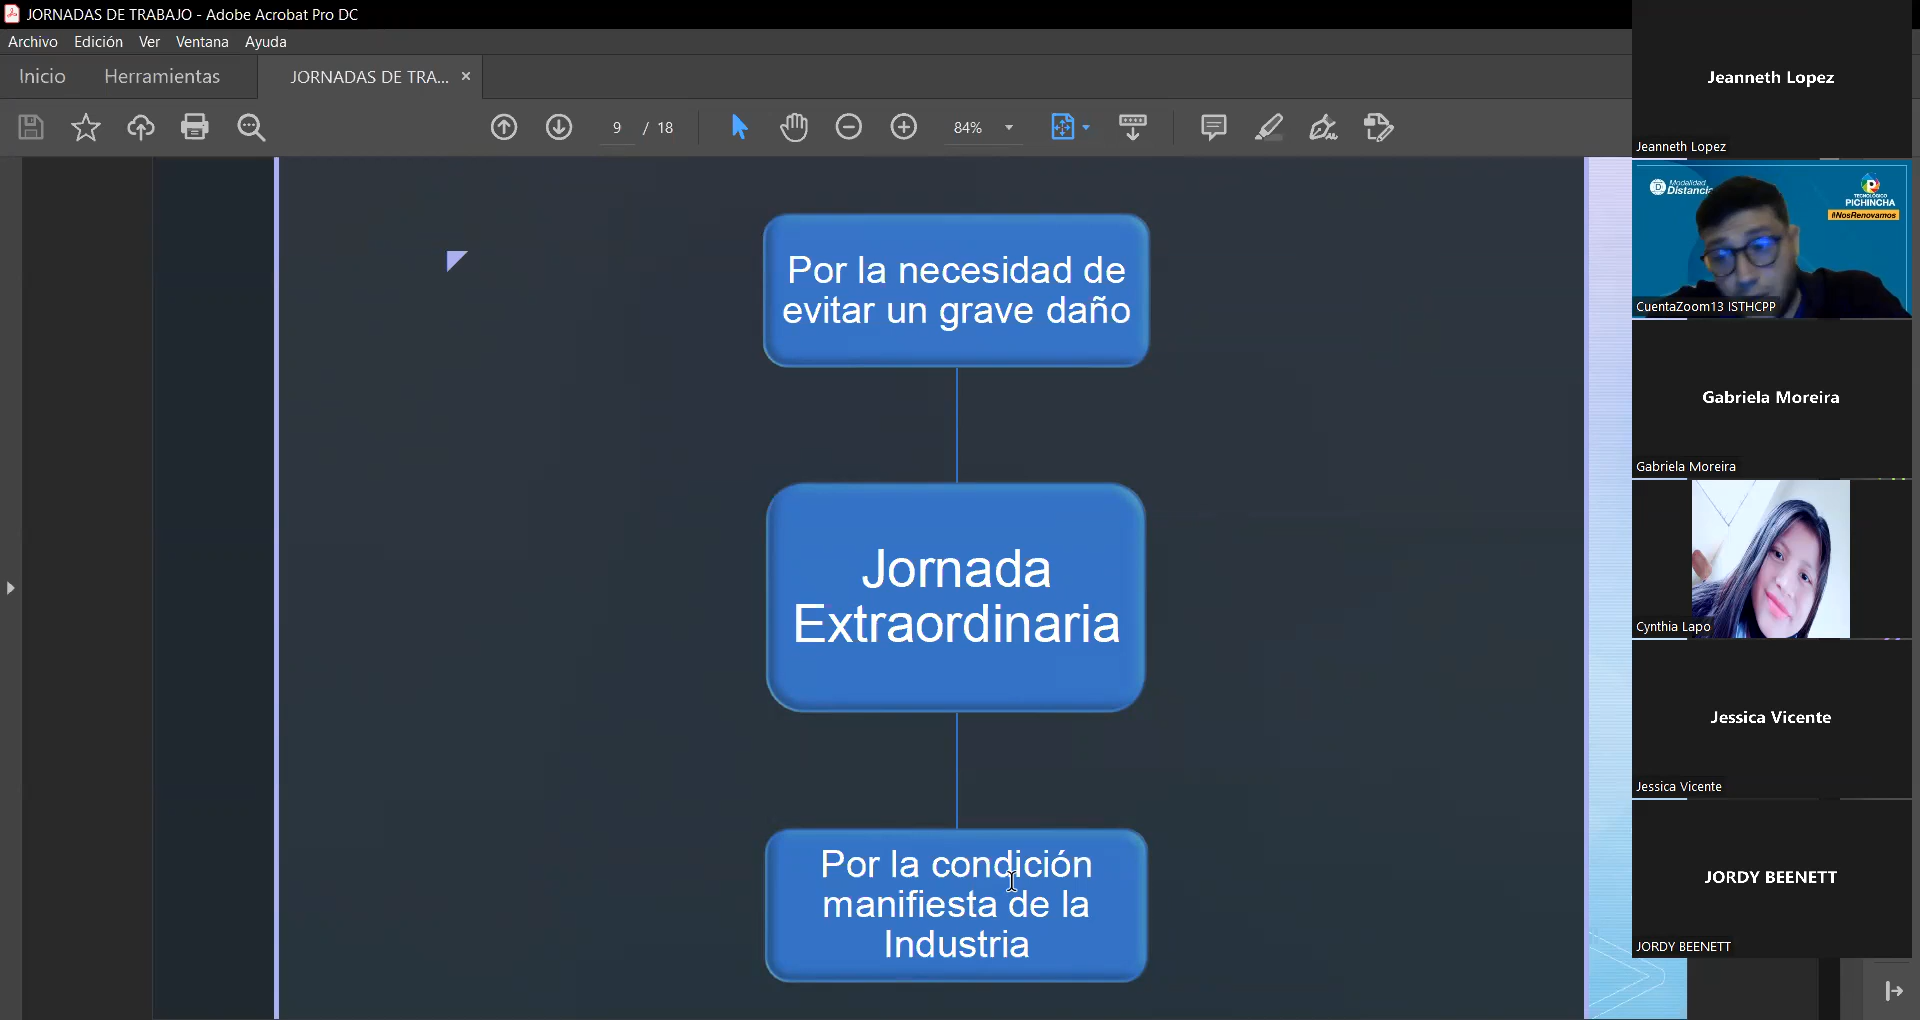 JORNADAS DE TRABAJO - Adobe Acrobat Pro DC
Archivo Edición Ver Ventana Ayuda
Inicio Herramientas JORNADAS DE TRA... ×
9 / 18 84%
Por la necesidad de
evitar un grave daño
Jornada
Extraordinaria
Por la condición
manifiesta de la
Industria
Jeanneth Lopez
Jeanneth Lopez
Modalidad
Distancia
TECNOLÓGICO
PICHINCHA
#NosRenovamos
CuentaZoom13 ISTHCPP
Gabriela Moreira
Gabriela Moreira
Cynthia Lapo
Jessica Vicente
Jessica Vicente
JORDY BEENETT
JORDY BEENETT